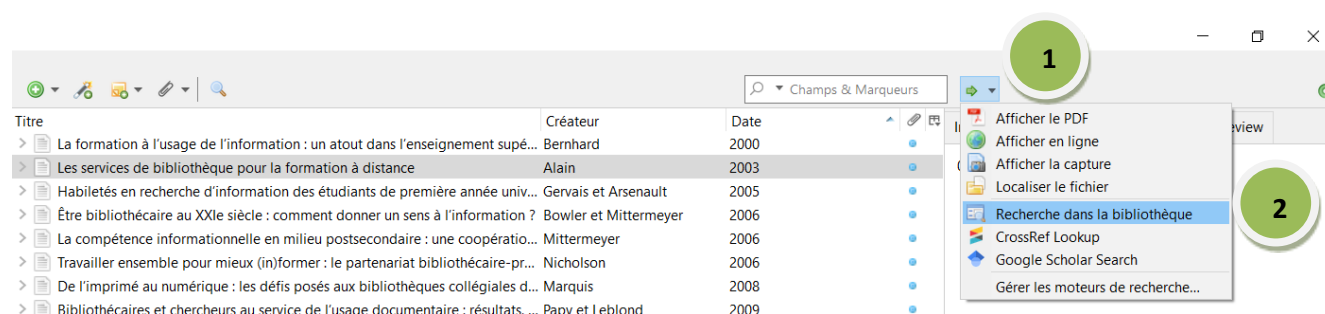 1
Champs & Marqueurs
Titre Créateur Date
La formation à l'usage de l'information : un atout dans l'enseignement supé... Bernhard 2000
Les services de bibliothèque pour la formation à distance Alain 2003
Habiletés en recherche d'information des étudiants de première année univ... Gervais et Arsenault 2005
Être bibliothécaire au XXIe siècle : comment donner un sens à l'information ? Bowler et Mittermeyer 2006
La compétence informationnelle en milieu postsecondaire : une coopératio... Mittermeyer 2006
Travailler ensemble pour mieux (in)former : le partenariat bibliothécaire-pr... Nicholson 2006
De l'imprimé au numérique : les défis posés aux bibliothèques collégiales d... Marquis 2008
Bibliothécaires et chercheurs au service de l'usage documentaire : résultats, ... Papy et Leblond 2009
Afficher le PDF
Afficher en ligne
Afficher la capture
Localiser le fichier
Recherche dans la bibliothèque
CrossRef Lookup
Google Scholar Search
Gérer les moteurs de recherche...
2